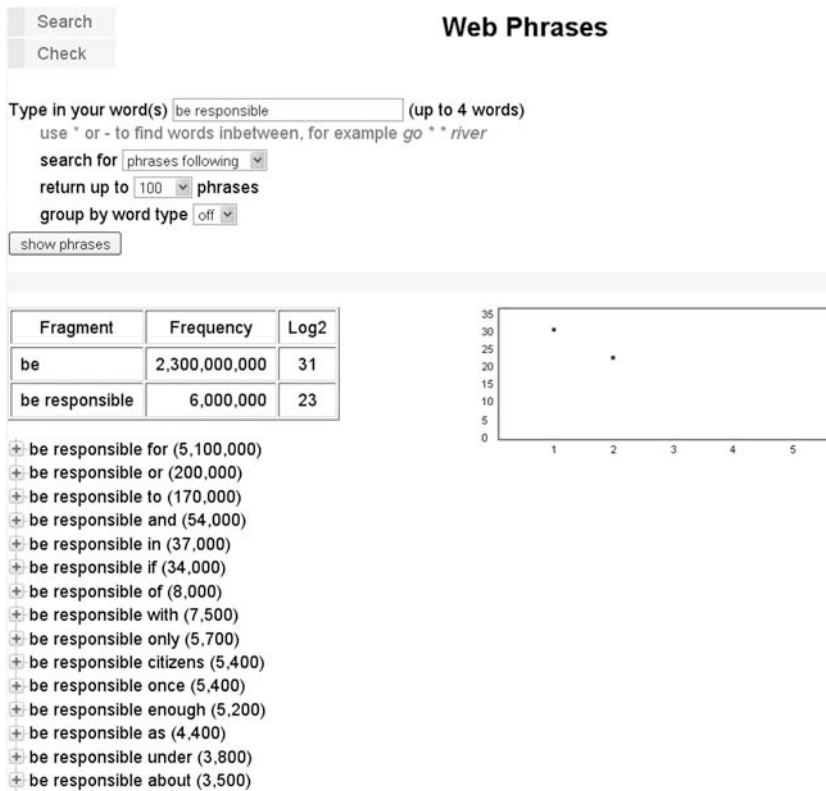 Search
Check
Web Phrases
Type in your word(s) be responsible (up to 4 words)
use * or - to find words inbetween, for example go * * river
search for phrases following
return up to 100 phrases
group by word type off
show phrases
Fragment Frequency Log2
be 2,300,000,000 31
be responsible 6,000,000 23
35
30
25
20
15
10
5
0
1 2 3 4 5
be responsible for (5,100,000)
be responsible or (200,000)
be responsible to (170,000)
be responsible and (54,000)
be responsible in (37,000)
be responsible if (34,000)
be responsible of (8,000)
be responsible with (7,500)
be responsible only (5,700)
be responsible citizens (5,400)
be responsible once (5,400)
be responsible enough (5,200)
be responsible as (4,400)
be responsible under (3,800)
be responsible about (3,500)